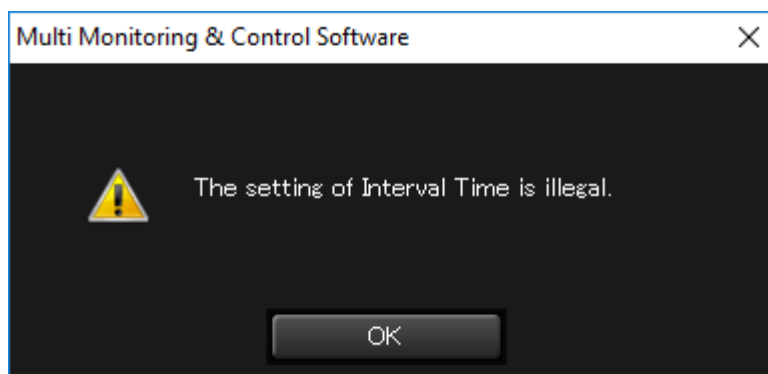 Multi Monitoring & Control Software
The setting of Interval Time is illegal.
OK